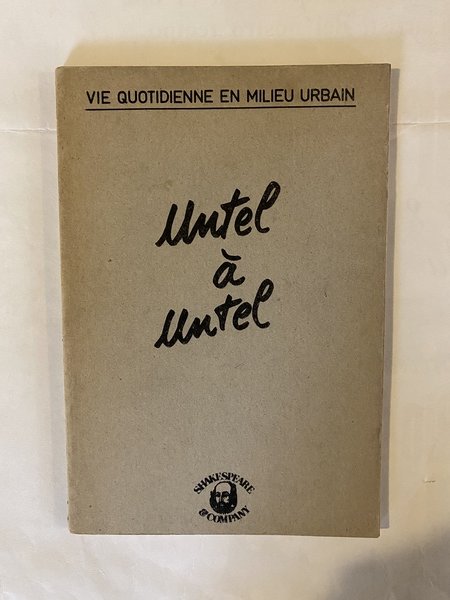 VIE QUOTIDIENNE EN MILIEU URBAIN
Untel
à
Untel
SHAKESPEARE
& COMPANY